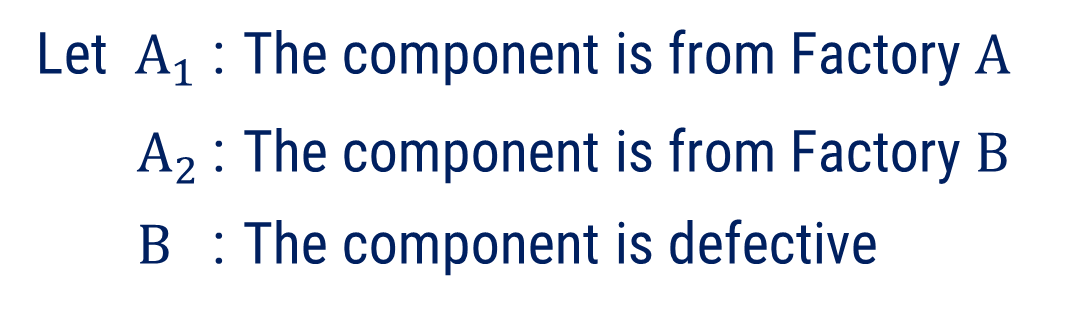 Let A₁ : The component is from Factory A
A₂ : The component is from Factory B
B : The component is defective